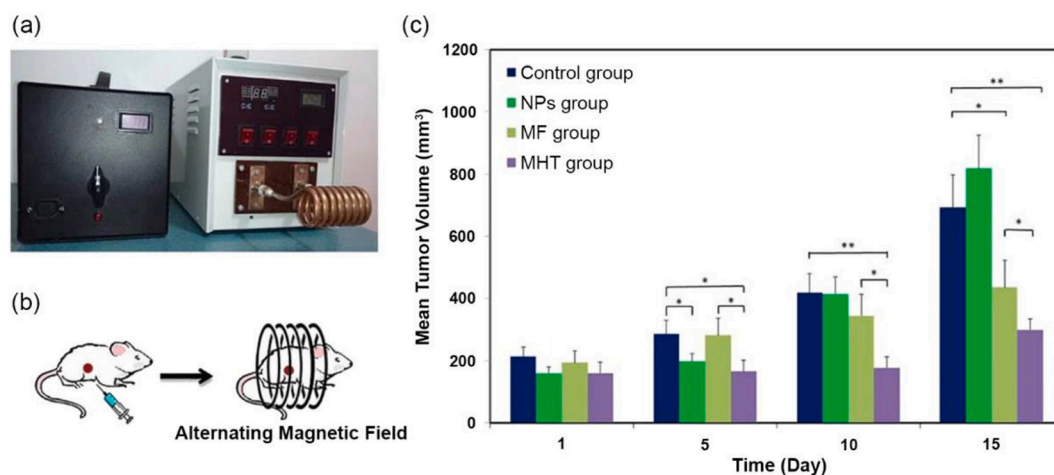 (a)
(b)
Alternating Magnetic Field
(c)
Mean Tumor Volume (mm³)
1200
1000
800
600
400
200
0
Control group
NPs group
MF group
MHT group
*
*
*
**
*
**
*
*
1
5
10
15
Time (Day)